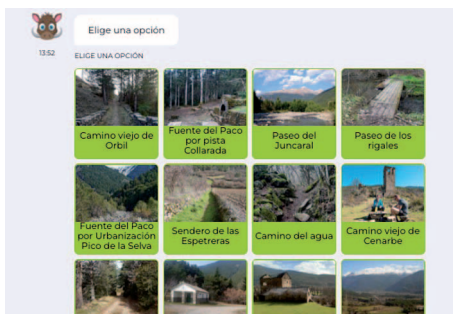 Elige una opción
13:52
ELIGE UNA OPCIÓN
Camino viejo de
Orbil
Fuente del Paco
por pista
Collarada
Paseo del
Juncaral
Paseo de los
rigales
Fuente del Paco
por Urbanización
Pico de la Selva
Sendero de las
Espetreras
Camino del agua
Camino viejo de
Cenarbe